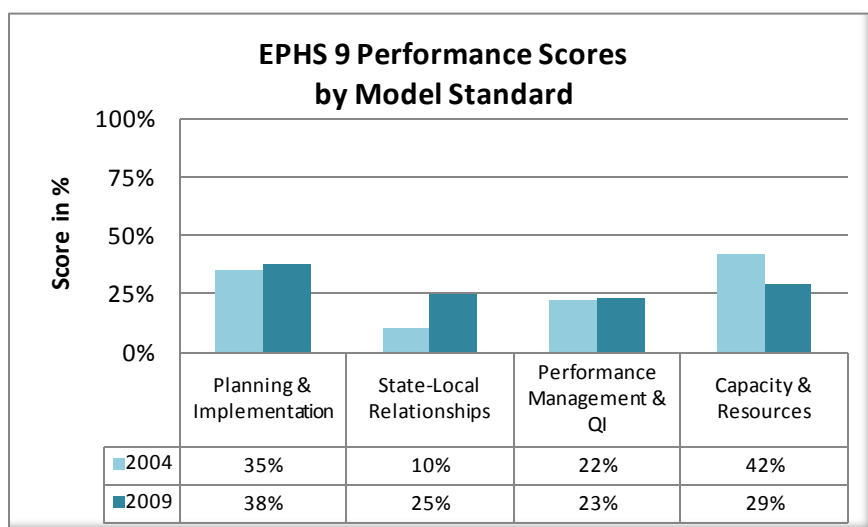 EPHS 9 Performance Scores
by Model Standard
Score in %
100%
75%
50%
25%
0%
Planning &
Implementation
State-Local
Relationships
Performance
Management &
QI
Capacity &
Resources
2004 35% 10% 22% 42%
2009 38% 25% 23% 29%